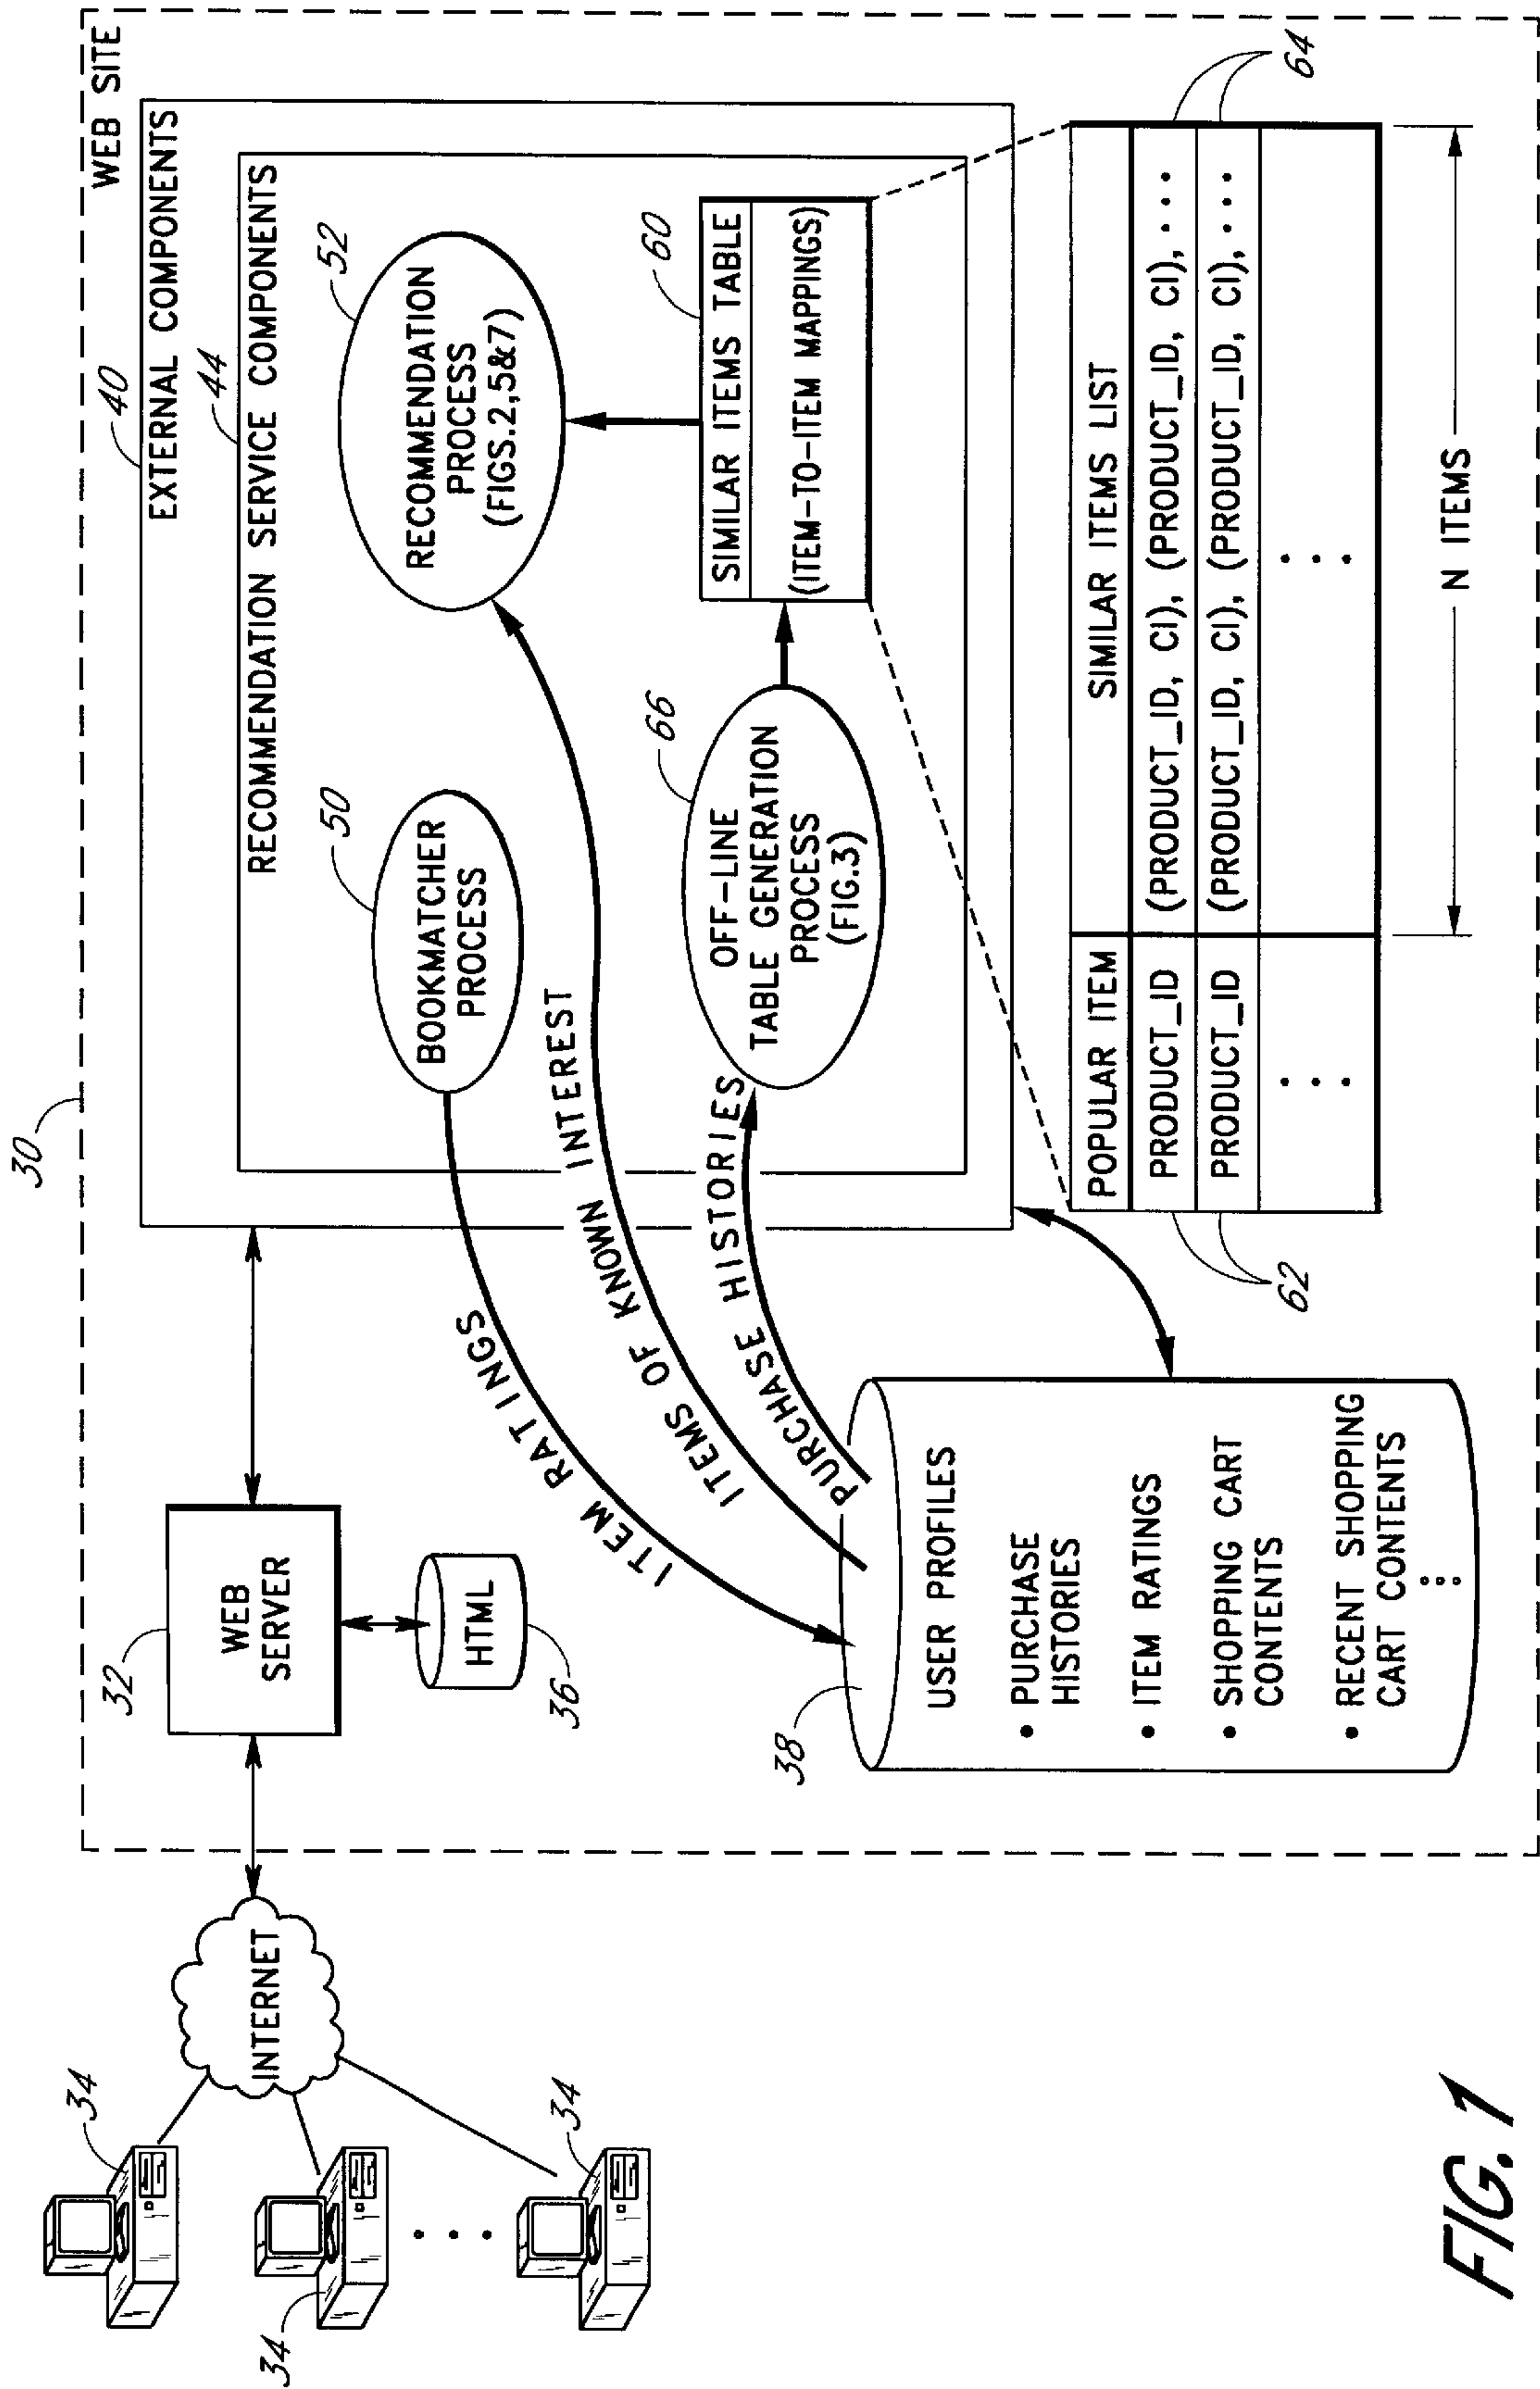 30
WEB SITE
40
EXTERNAL COMPONENTS
44
RECOMMENDATION SERVICE COMPONENTS
34
34
34
INTERNET
32
WEB
SERVER
HTML
36
50
BOOKMATCHER
PROCESS
52
RECOMMENDATION
PROCESS
(FIGS.2,5&7)
ITEM RATINGS
ITEMS OF KNOWN INTEREST
PURCHASE HISTORIES
66
OFF-LINE
TABLE GENERATION
PROCESS
(FIG.3)
60
SIMILAR ITEMS TABLE
(ITEM-TO-ITEM MAPPINGS)
38
USER PROFILES
• PURCHASE
HISTORIES
• ITEM RATINGS
• SHOPPING CART
CONTENTS
• RECENT SHOPPING
CART CONTENTS
POPULAR ITEM SIMILAR ITEMS LIST
PRODUCT_ID (PRODUCT_ID, CI), (PRODUCT_ID, CI), ...
PRODUCT_ID (PRODUCT_ID, CI), (PRODUCT_ID, CI), ...
62
64
N ITEMS
FIG. 1